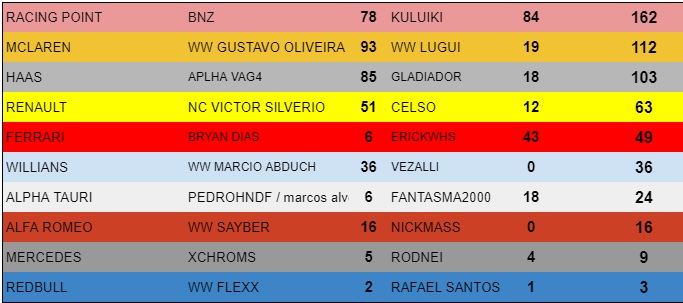 RACING POINT BNZ 78 KULUIKI 84 162
MCLAREN WW GUSTAVO OLIVEIRA 93 WW LUGUI 19 112
HAAS APLHA VAG4 85 GLADIADOR 18 103
RENAULT NC VICTOR SILVERIO 51 CELSO 12 63
FERRARI BRYAN DIAS 6 ERICKWHS 43 49
WILLIANS WW MARCIO ABDUCH 36 VEZALLI 0 36
ALPHA TAURI PEDROHNDF / marcos alv 6 FANTASMA2000 18 24
ALFA ROMEO WW SAYBER 16 NICKMASS 0 16
MERCEDES XCHROMS 5 RODNEI 4 9
REDBULL WW FLEXX 2 RAFAEL SANTOS 1 3